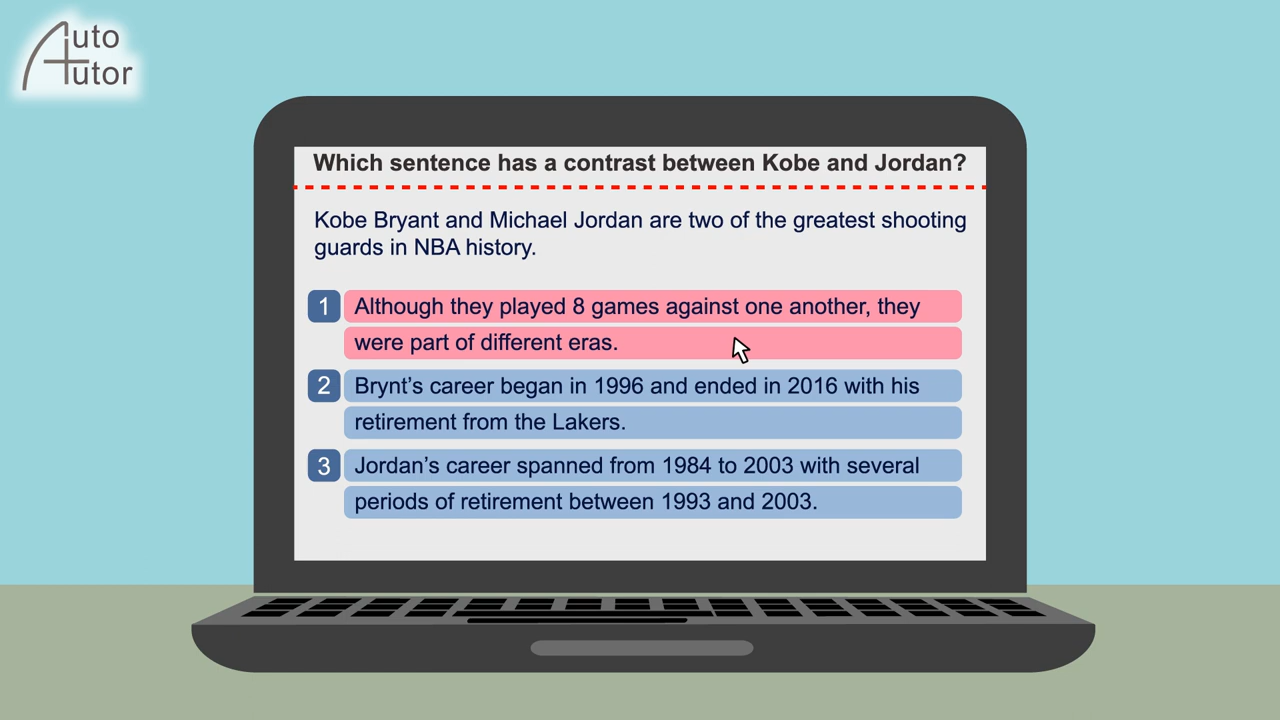 Auto
Tutor
Which sentence has a contrast between Kobe and Jordan?
Kobe Bryant and Michael Jordan are two of the greatest shooting
guards in NBA history.
1 Although they played 8 games against one another, they
were part of different eras.
2 Brynt’s career began in 1996 and ended in 2016 with his
retirement from the Lakers.
3 Jordan’s career spanned from 1984 to 2003 with several
periods of retirement between 1993 and 2003.